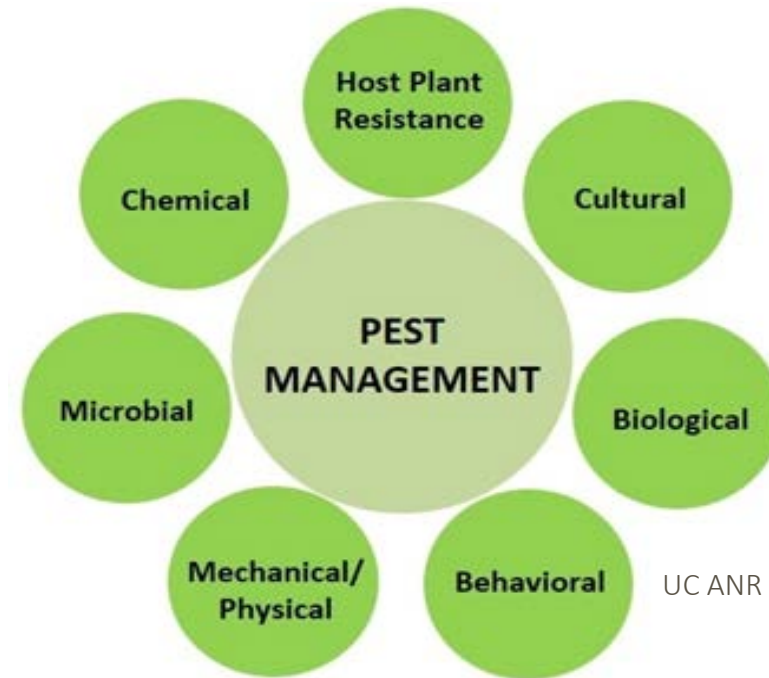 Host Plant
Resistance
Chemical
Cultural
PEST
MANAGEMENT
Microbial
Biological
Mechanical/
Physical
Behavioral
UC ANR